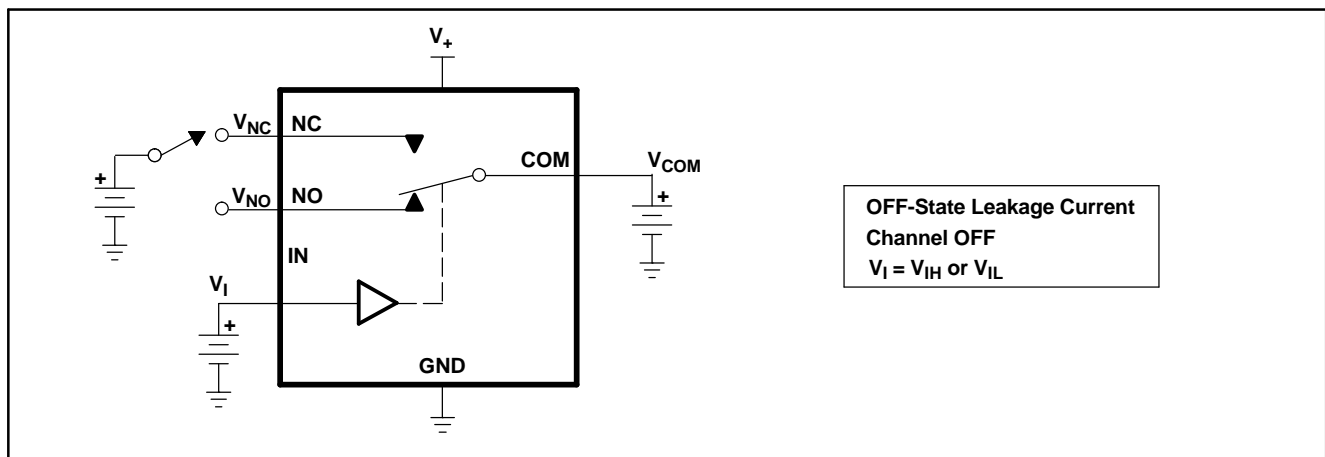 V+
VNC NC
COM VCOM
+
+
VNO NO
+
IN
VI
+
GND
OFF-State Leakage Current
Channel OFF
VI = VIH or VIL